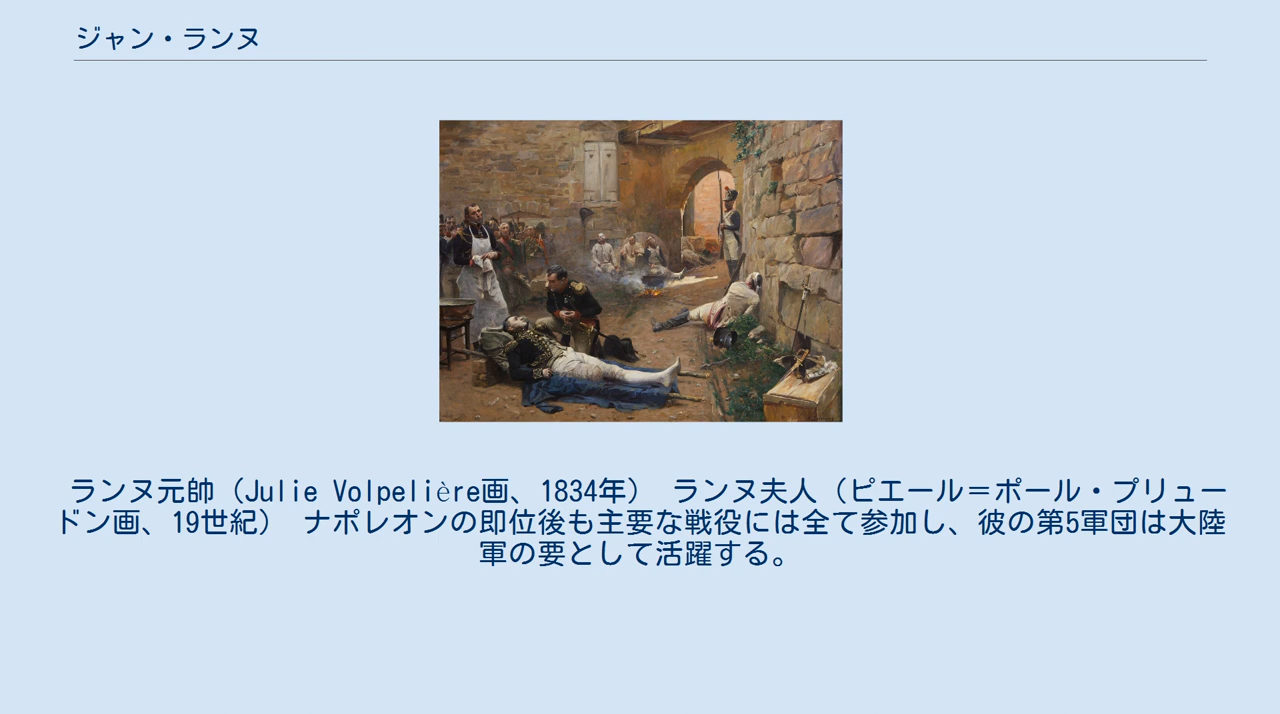 ジャン・ランヌ
ランヌ元帥（Julie Volpelière画、1834年） ランヌ夫人（ピエール＝ポール・プリュー
ドン画、19世紀） ナポレオンの即位後も主要な戦役には全て参加し、彼の第5軍団は大陸
軍の要として活躍する。